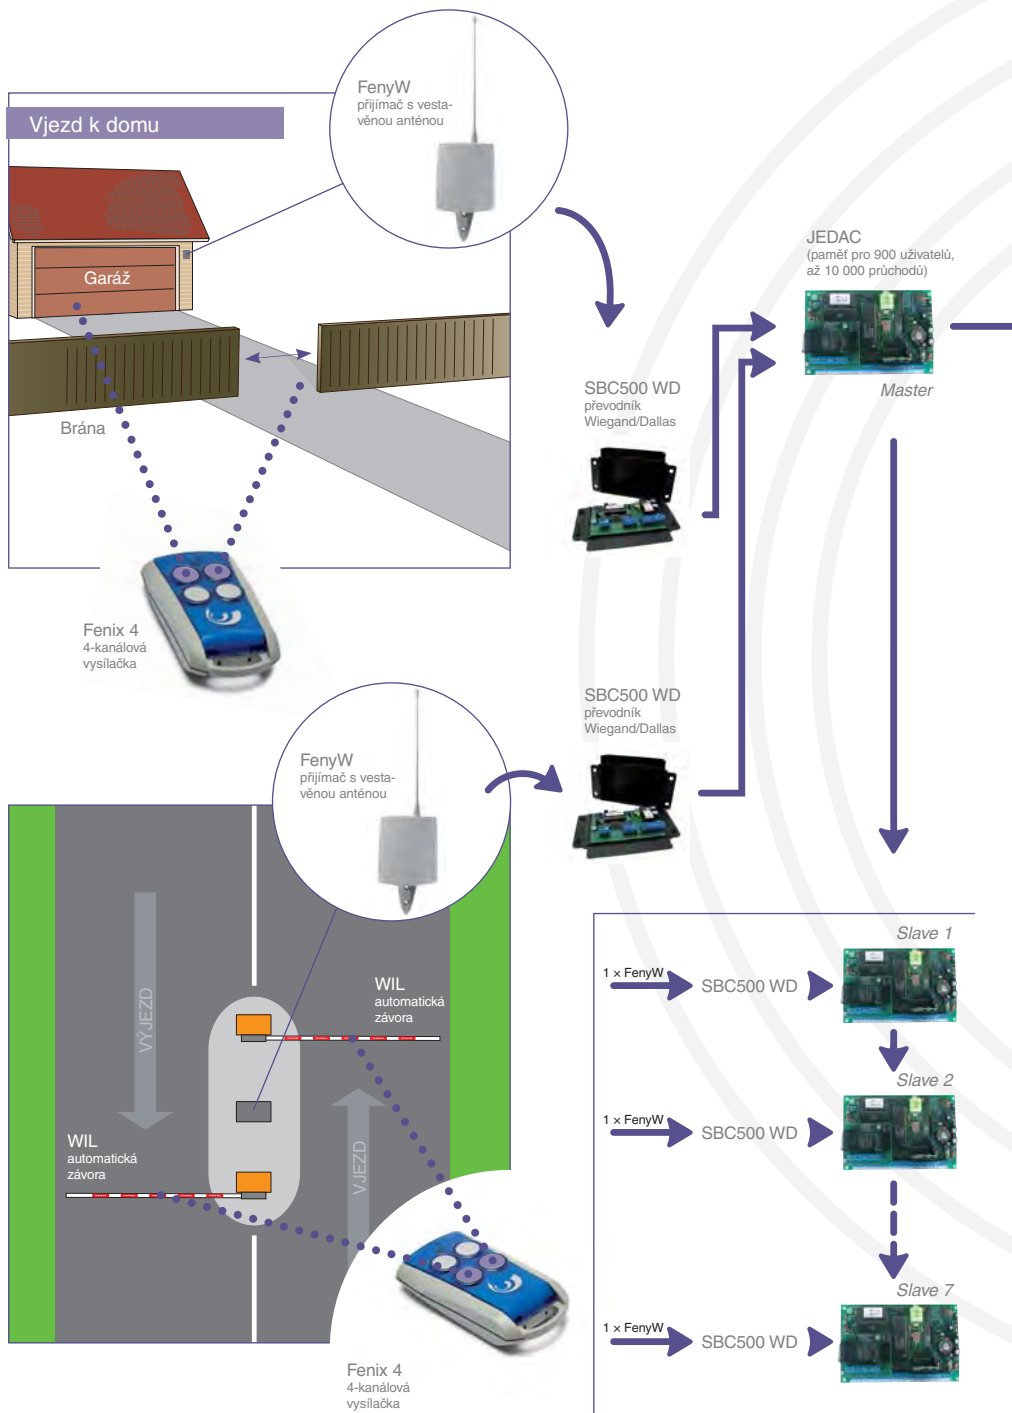 FenyW
přijímač s vesta-
věnou anténou
Vjezd k domu
Garáž
Brána
JEDAC
(paměť pro 900 uživatelů,
až 10 000 průchodů)
Master
SBC500 WD
převodník
Wiegand/Dallas
Fenix 4
4-kanálová
vysílačka
SBC500 WD
převodník
Wiegand/Dallas
FenyW
přijímač s vesta-
věnou anténou
VÝJEZD
WIL
automatická
závora
WIL
automatická
závora
VJEZD
Fenix 4
4-kanálová
vysílačka
Slave 1
1 × FenyW
SBC500 WD
Slave 2
1 × FenyW
SBC500 WD
Slave 7
1 × FenyW
SBC500 WD